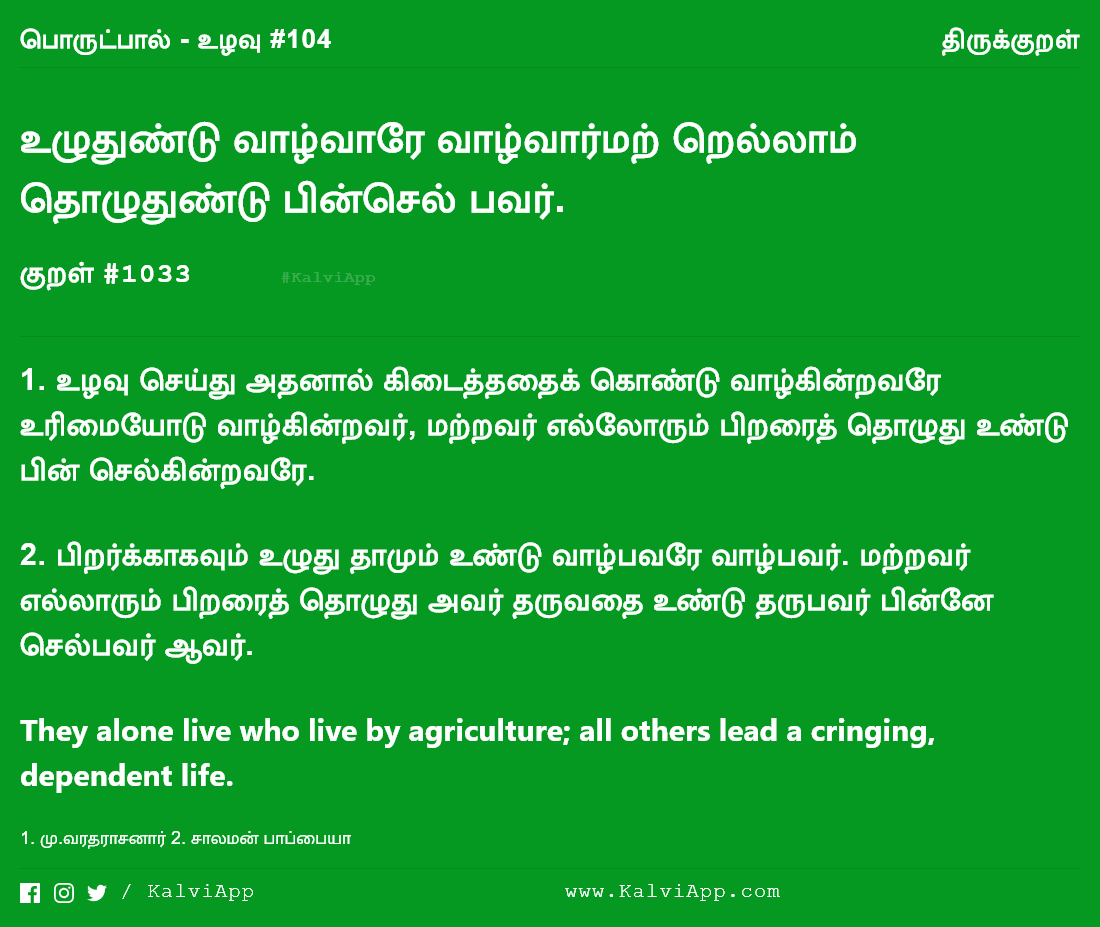 பொருட்பால் - உழவு #104 திருக்குறள்
உழுதுண்டு வாழ்வாரே வாழ்வார்மற் றெல்லாம்
தொழுதுண்டு பின்செல் பவர்.
குறள் #1033 #KalviApp
1. உழவு செய்து அதனால் கிடைத்ததைக் கொண்டு வாழ்கின்றவரே
உரிமையோடு வாழ்கின்றவர், மற்றவர் எல்லோரும் பிறரைத் தொழுது உண்டு
பின் செல்கின்றவரே.
2. பிறர்க்காகவும் உழுது தாமும் உண்டு வாழ்பவரே வாழ்பவர். மற்றவர்
எல்லாரும் பிறரைத் தொழுது அவர் தருவதை உண்டு தருபவர் பின்னே
செல்பவர் ஆவர்.
They alone live who live by agriculture; all others lead a cringing,
dependent life.
1. மு.வரதராசனார் 2. சாலமன் பாப்பையா
/ KalviApp www.KalviApp.com